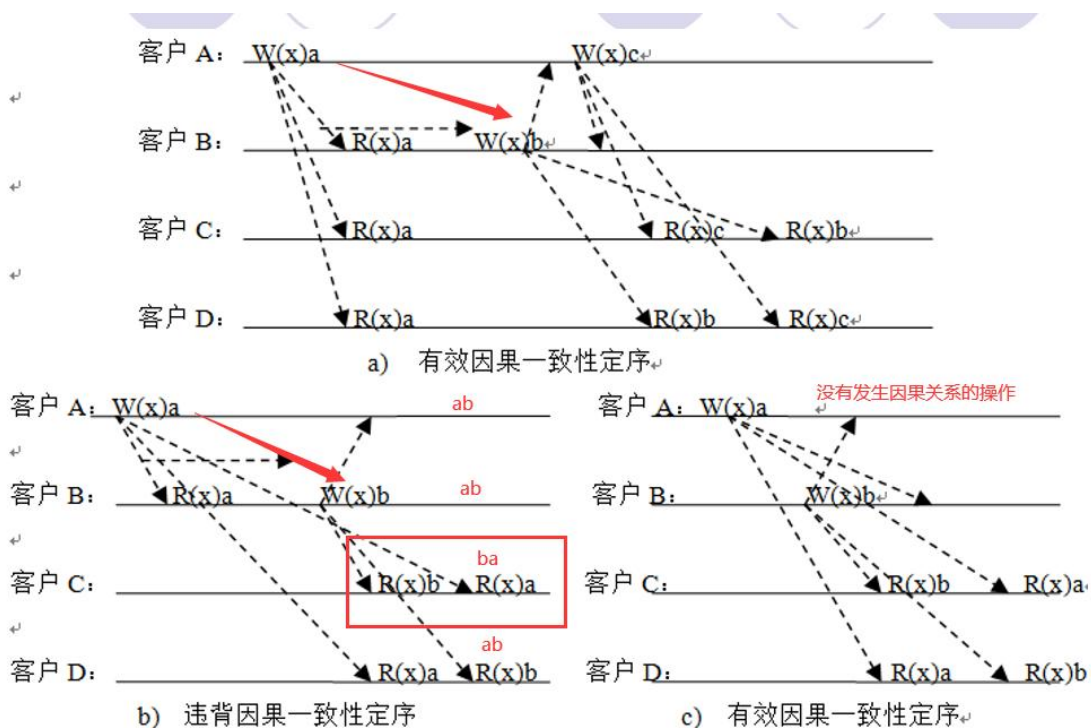 客户 A： W(x)a W(x)c↵
↵
客户 B： R(x)a W(x)b↵
↵
客户 C： R(x)a R(x)c R(x)b↵
↵
客户 D： R(x)a R(x)b R(x)c↵
a) 有效因果一致性定序↵
客户 A： W(x)a ab
↵
客户 B： R(x)a W(x)b ab
↵
ba
客户 C： R(x)b R(x)a
↵
ab
客户 D： R(x)a R(x)b
b) 违背因果一致性定序
没有发生因果关系的操作
客户 A： W(x)a ↵
客户 B： W(x)b↵
客户 C： R(x)b R(x)a↵
客户 D： R(x)a R(x)b
c) 有效因果一致性定序↵